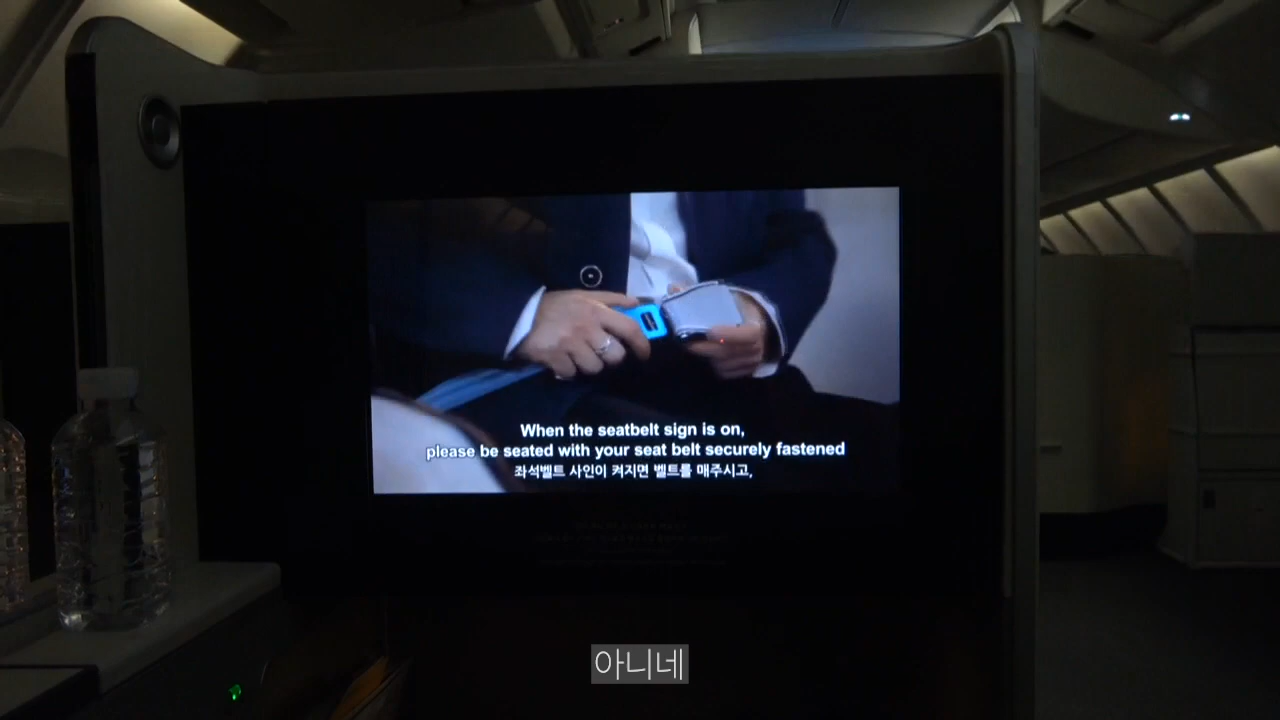 When the seatbelt sign is on,
please be seated with your seat belt securely fastened
좌석벨트 사인이 켜지면 벨트를 매주시고,
아니네